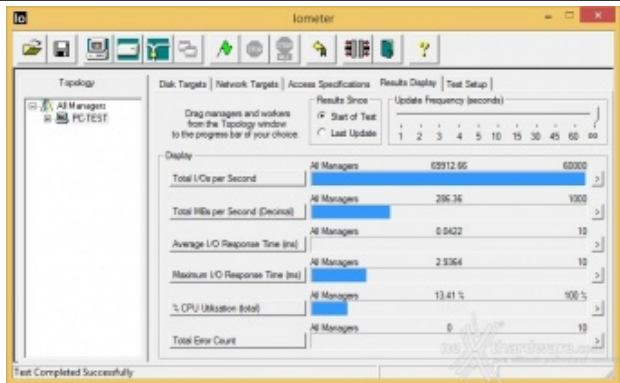 Io
Iometer
Topology
All Managers
PC-TEST
Disk Targets
Network Targets
Access Specifications
Results Display
Test Setup
Drag managers and workers
from the Topology window
to the progress bar of your choice.
Results Since
Start of Test
Last Update
Update Frequency (seconds)
1 2 3 4 5 10 15 30 45 60 oo
Display
All Managers 69912.66 60000
Total I/Os per Second >
All Managers 286.36 1000
Total MBs per Second (Decimal) >
All Managers 0.0422 10
Average I/O Response Time (ms) >
All Managers 2.9364 10
Maximum I/O Response Time (ms) >
All Managers 13.41 % 100 %
% CPU Utilization (total) >
All Managers 0 10
Total Error Count >
Test Completed Successfully